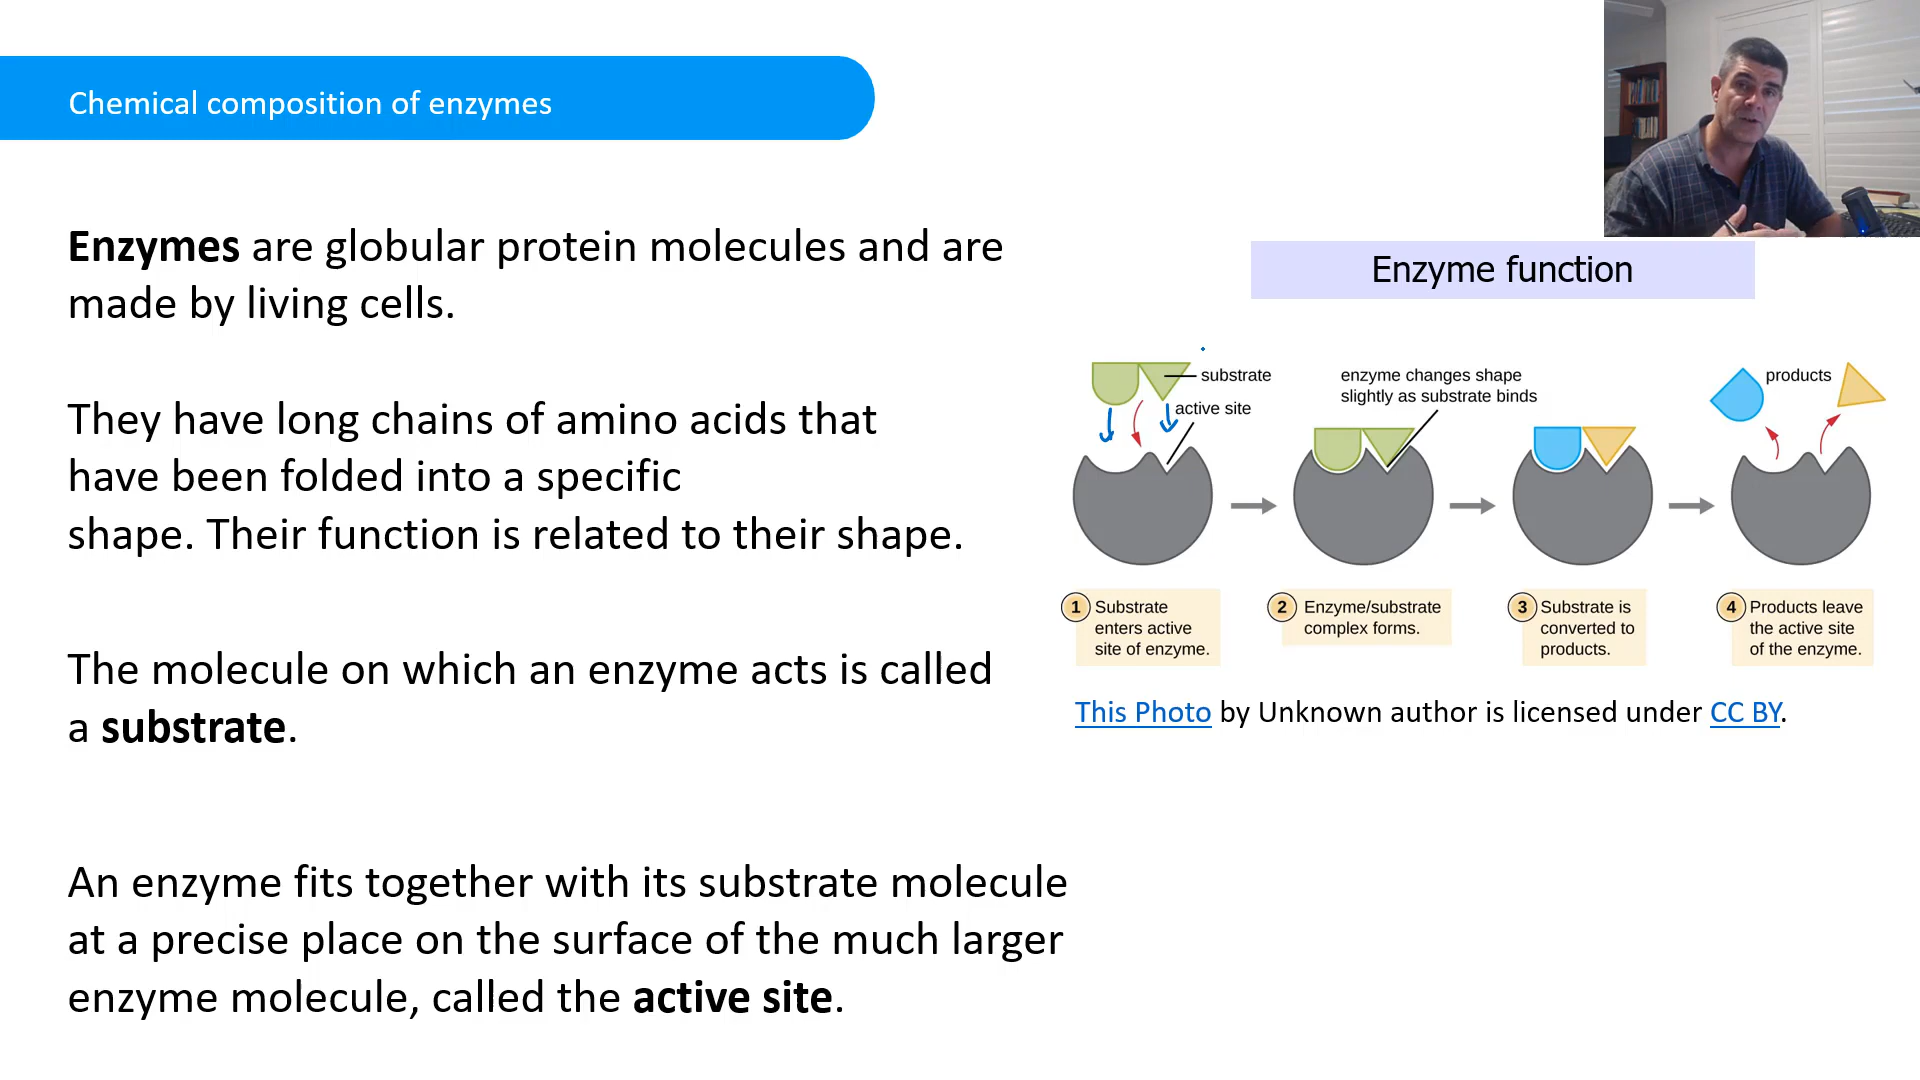 Chemical composition of enzymes
Enzymes are globular protein molecules and are
made by living cells.
They have long chains of amino acids that
have been folded into a specific
shape. Their function is related to their shape.
The molecule on which an enzyme acts is called
a substrate.
An enzyme fits together with its substrate molecule
at a precise place on the surface of the much larger
enzyme molecule, called the active site.
Enzyme function
substrate
active site
enzyme changes shape
slightly as substrate binds
products
1 Substrate
enters active
site of enzyme.
2 Enzyme/substrate
complex forms.
3 Substrate is
converted to
products.
4 Products leave
the active site
of the enzyme.
This Photo by Unknown author is licensed under CC BY.